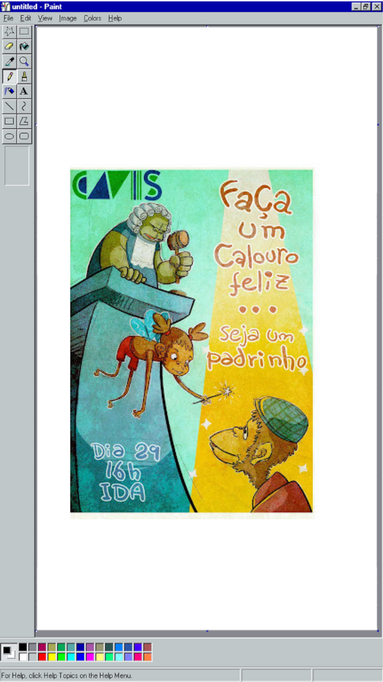 untitled - Paint
File Edit View Image Colors Help
CAVIS
Faça
um
Calouro
feliz
...
seja um
padrinho
Dia 29
16h
IDA
For Help, click Help Topics on the Help Menu.